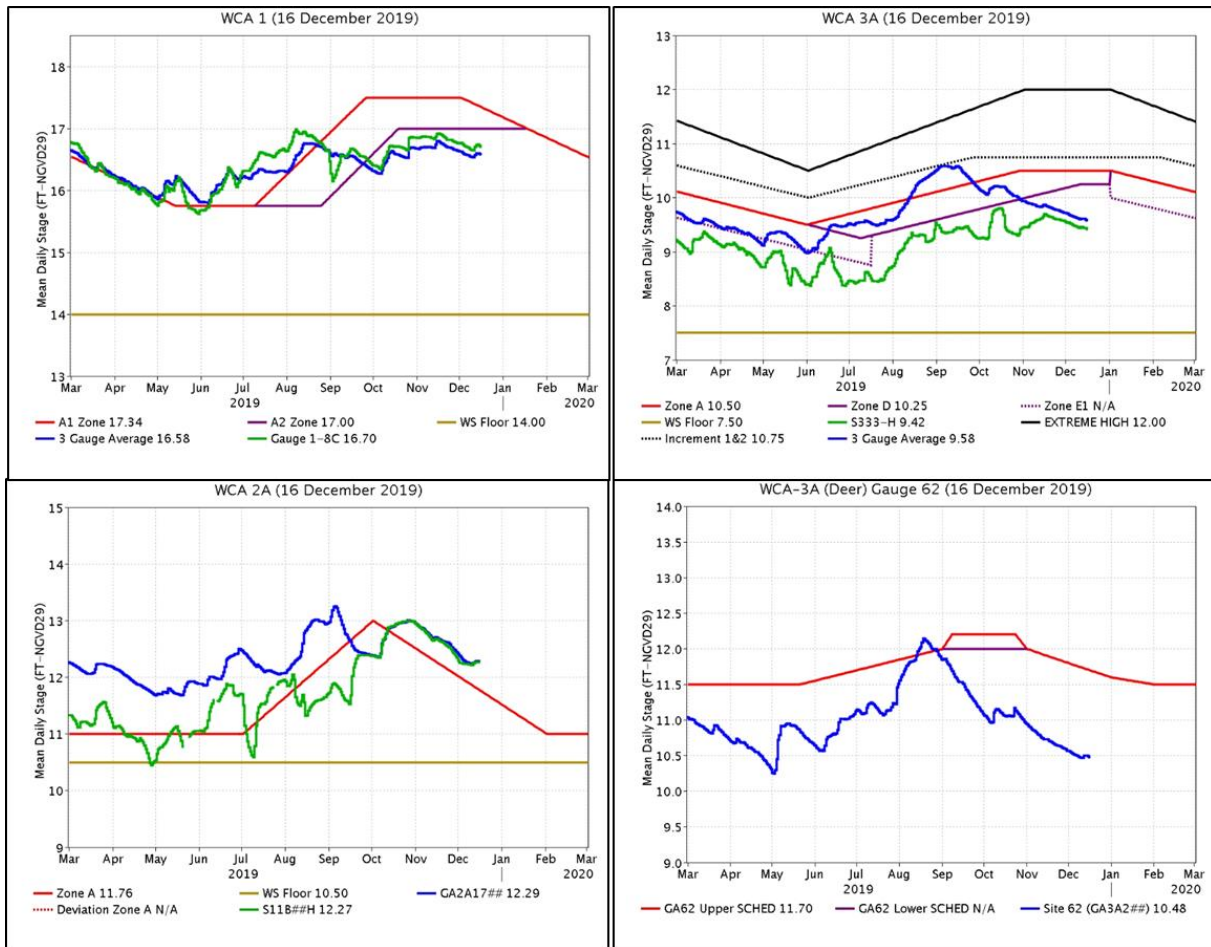 WCA 1 (16 December 2019)
Mean Daily Stage (FT-NGVD29)
18
17
16
15
14
13
Mar Apr May Jun Jul Aug Sep Oct Nov Dec Jan Feb Mar
2019 2020
A1 Zone 17.34 A2 Zone 17.00 WS Floor 14.00
3 Gauge Average 16.58 Gauge 1-8C 16.70
WCA 3A (16 December 2019)
Mean Daily Stage (FT-NGVD29)
13
12
11
10
9
8
7
Mar Apr May Jun Jul Aug Sep Oct Nov Dec Jan Feb Mar
2019 2020
Zone A 10.50 Zone D 10.25 Zone E1 N/A
WS Floor 7.50 S333-H 9.42 EXTREME HIGH 12.00
Increment 1&2 10.75 3 Gauge Average 9.58
WCA 2A (16 December 2019)
Mean Daily Stage (FT-NGVD29)
15
14
13
12
11
10
9
Mar Apr May Jun Jul Aug Sep Oct Nov Dec Jan Feb Mar
2019 2020
Zone A 11.76 WS Floor 10.50 GA2A17## 12.29
Deviation Zone A N/A S11B##H 12.27
WCA-3A (Deer) Gauge 62 (16 December 2019)
Mean Daily Stage (FT-NGVD29)
14.0
13.5
13.0
12.5
12.0
11.5
11.0
10.5
10.0
9.5
9.0
Mar Apr May Jun Jul Aug Sep Oct Nov Dec Jan Feb Mar
2019 2020
GA62 Upper SCHED 11.70 GA62 Lower SCHED N/A Site 62 (GA3A2##) 10.48